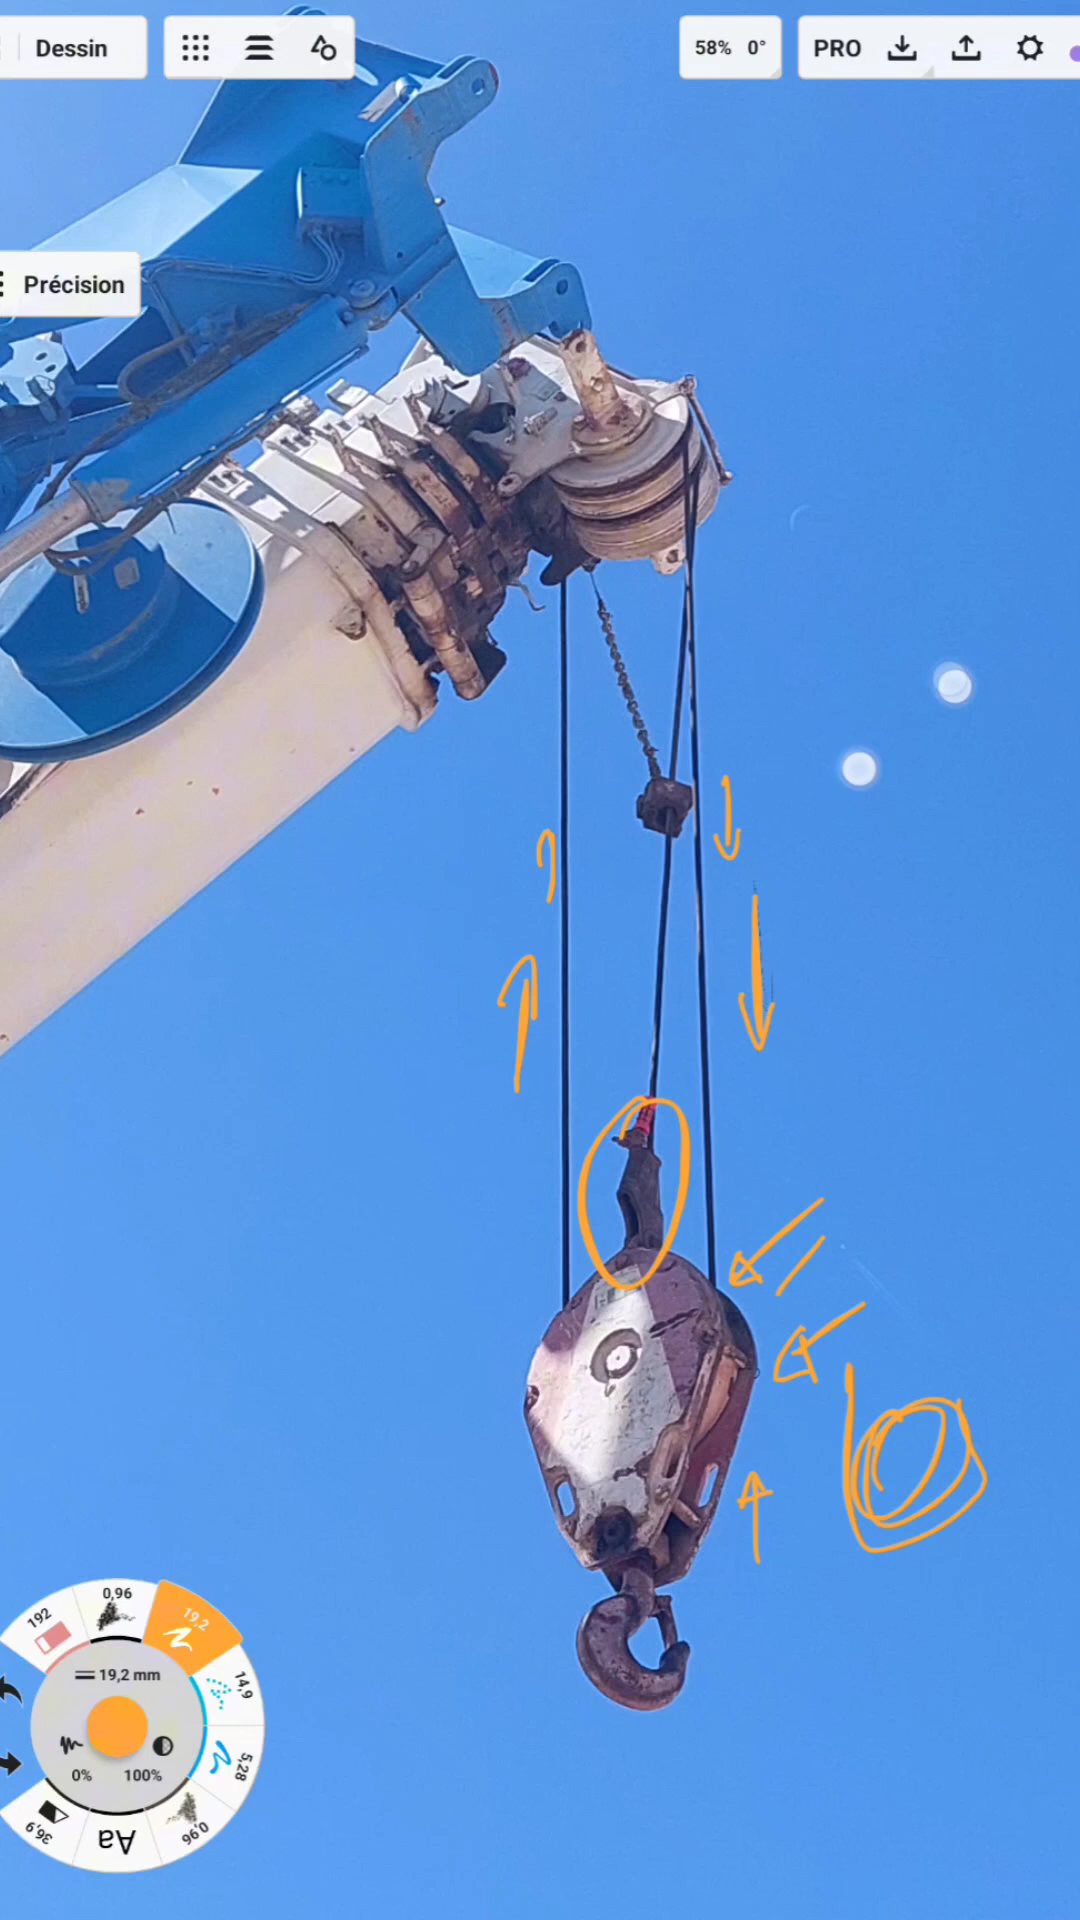 Dessin
58% 0°
PRO
Précision
192
0,96
19,2
19,2 mm
14,9
5,28
0% 100%
36,9
Aa
0,96